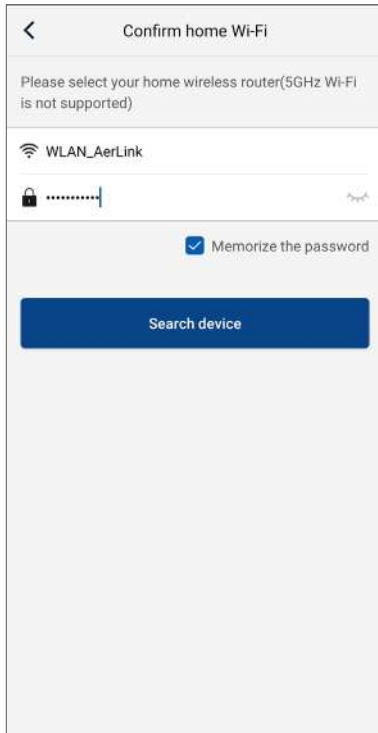 Confirm home Wi-Fi
Please select your home wireless router(5GHz Wi-Fi
is not supported)
WLAN_AerLink
•••••••••••
Memorize the password
Search device